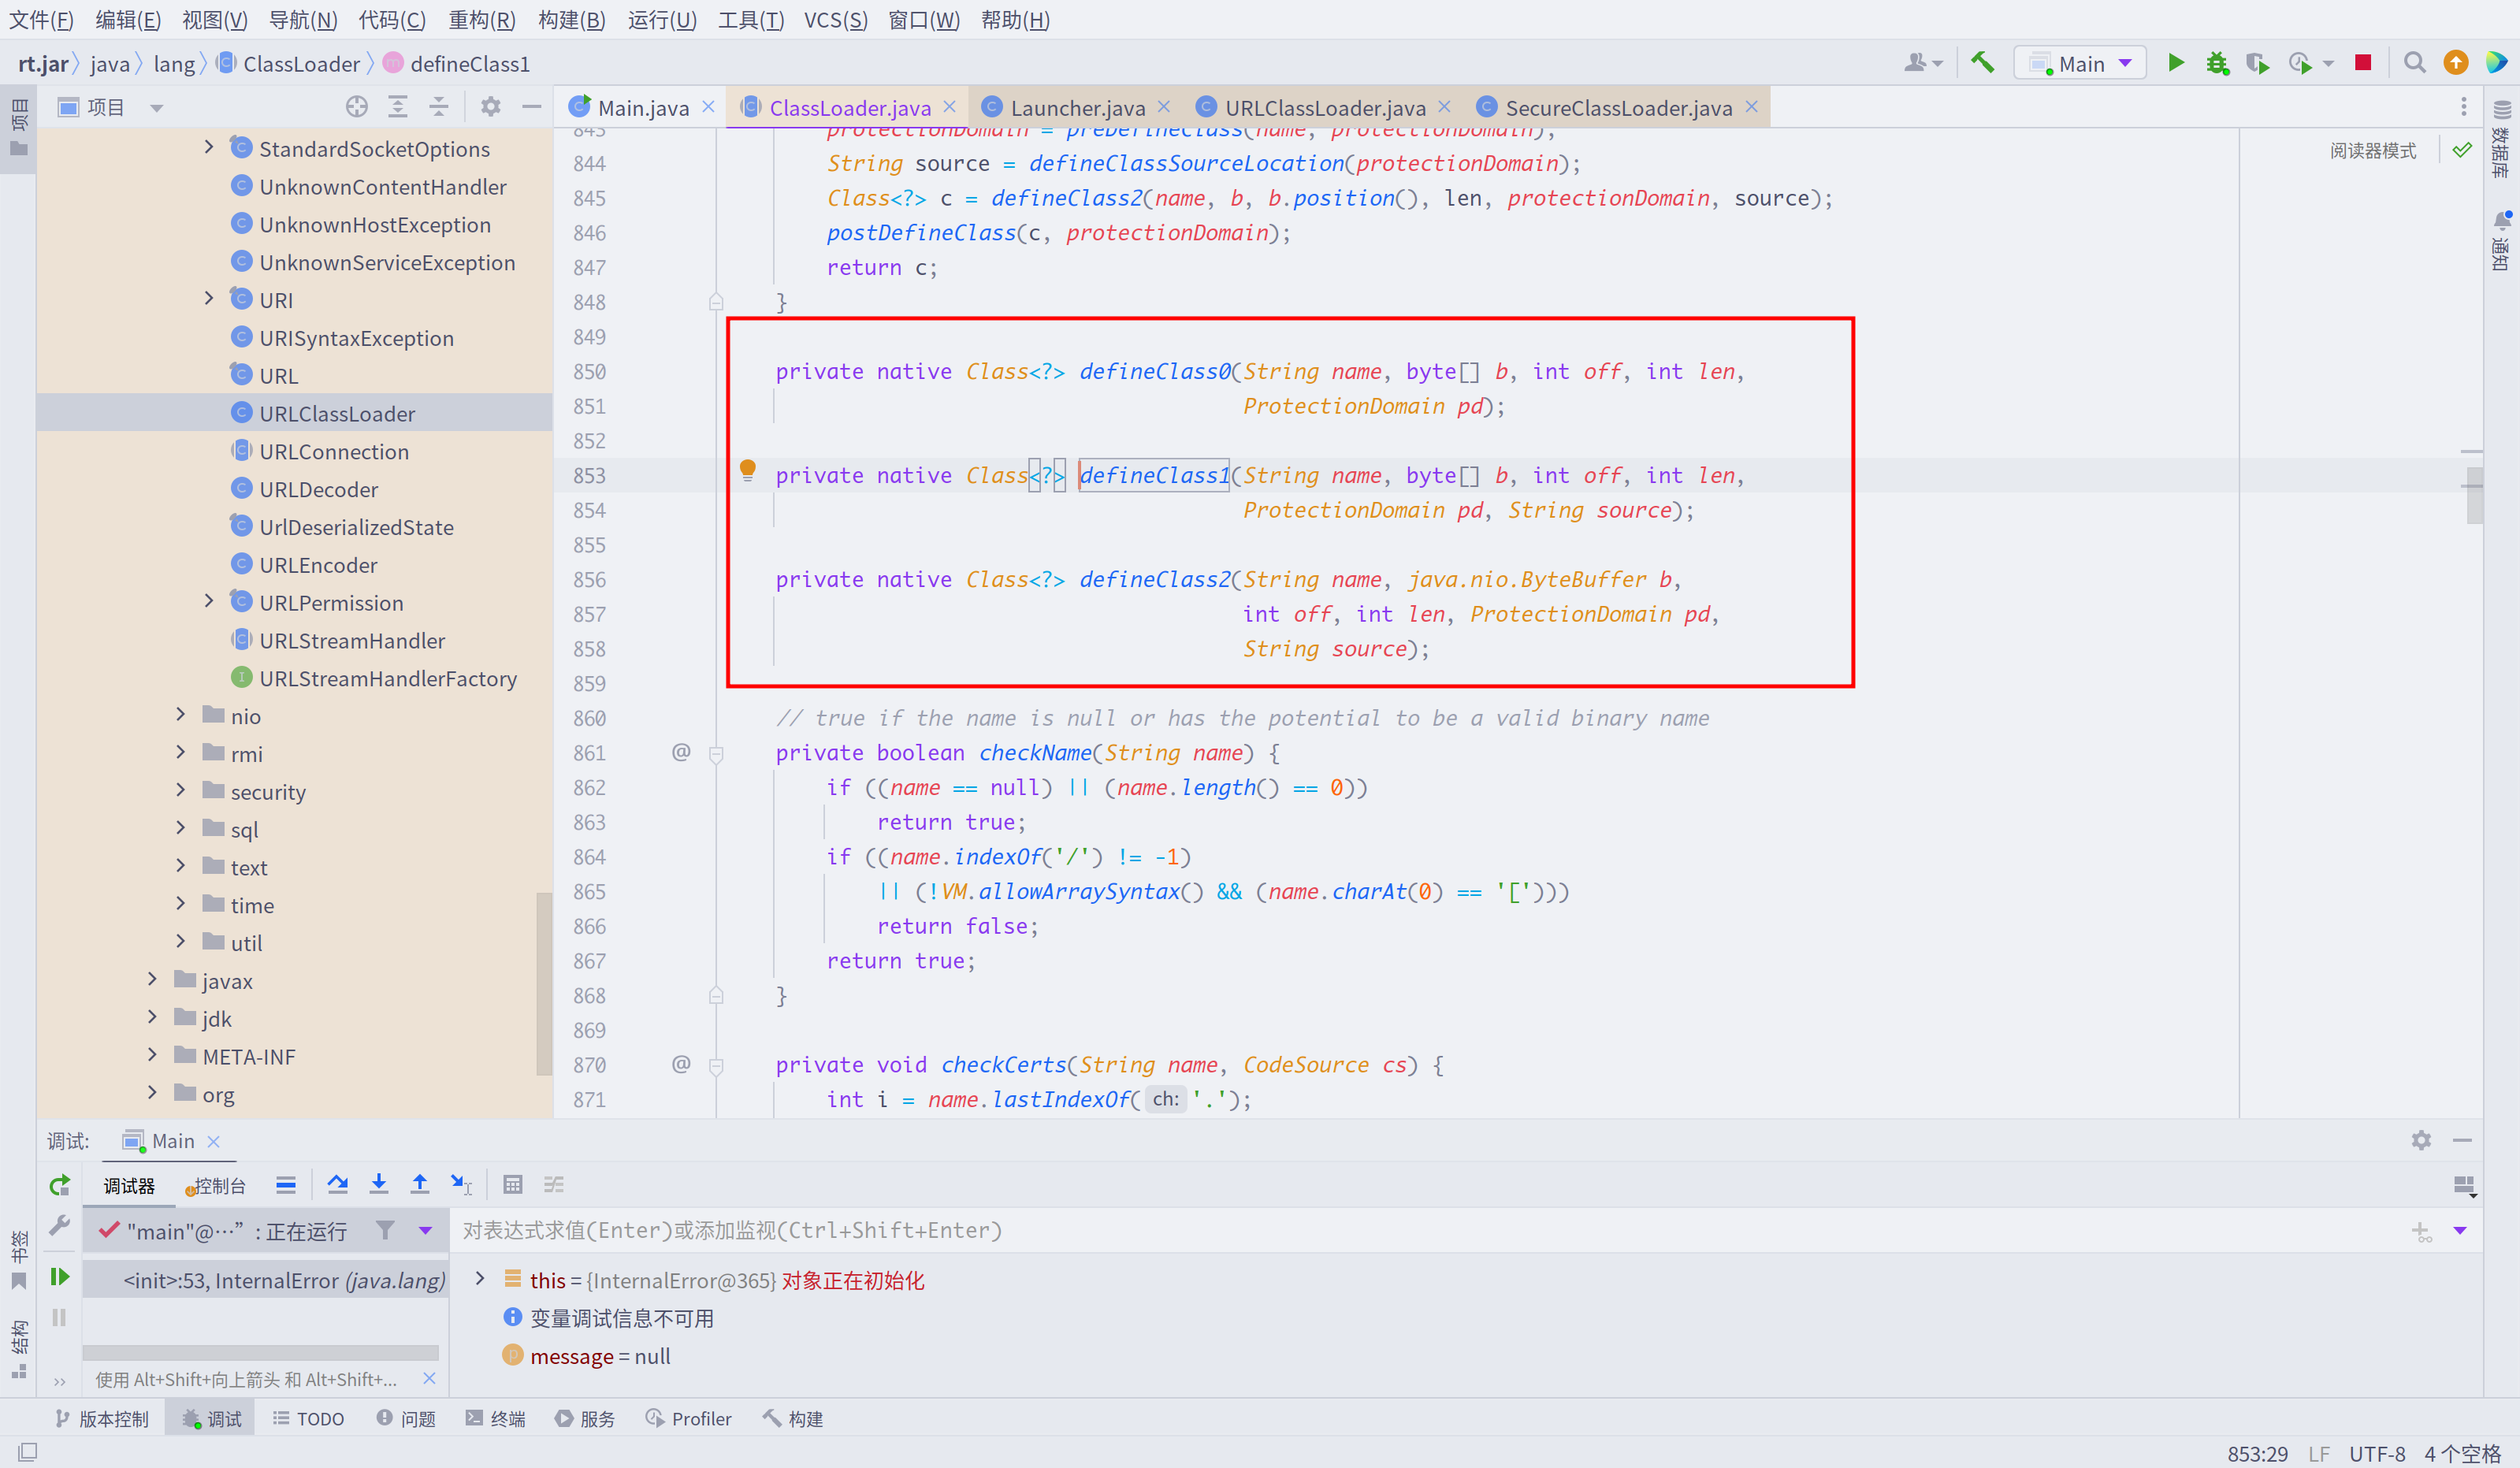 文件(F) 编辑(E) 视图(V) 导航(N) 代码(C) 重构(R) 构建(B) 运行(U) 工具(T) VCS(S) 窗口(W) 帮助(H)
rt.jar java lang ClassLoader defineClass1
Main
项目
项目
StandardSocketOptions
UnknownContentHandler
UnknownHostException
UnknownServiceException
URI
URISyntaxException
URL
URLClassLoader
URLConnection
URLDecoder
UrlDeserializedState
URLEncoder
URLPermission
URLStreamHandler
URLStreamHandlerFactory
nio
rmi
security
sql
text
time
util
javax
jdk
META-INF
org
Main.java ClassLoader.java Launcher.java URLClassLoader.java SecureClassLoader.java
阅读器模式
数据库
通知
843 protectionDomain = preDefineClass(name, protectionDomain);
844 String source = defineClassSourceLocation(protectionDomain);
845 Class<?> c = defineClass2(name, b, b.position(), len, protectionDomain, source);
846 postDefineClass(c, protectionDomain);
847 return c;
848 }
849
850 private native Class<?> defineClass0(String name, byte[] b, int off, int len,
851 ProtectionDomain pd);
852
853 private native Class<?> defineClass1(String name, byte[] b, int off, int len,
854 ProtectionDomain pd, String source);
855
856 private native Class<?> defineClass2(String name, java.nio.ByteBuffer b,
857 int off, int len, ProtectionDomain pd,
858 String source);
859
860 // true if the name is null or has the potential to be a valid binary name
861 @ private boolean checkName(String name) {
862 if ((name == null) || (name.length() == 0))
863 return true;
864 if ((name.indexOf('/') != -1)
865 || (!VM.allowArraySyntax() && (name.charAt(0) == '[')))
866 return false;
867 return true;
868 }
869
870 @ private void checkCerts(String name, CodeSource cs) {
871 int i = name.lastIndexOf( ch: '.');
调试: Main
调试器 控制台
"main"@…” : 正在运行
对表达式求值(Enter)或添加监视(Ctrl+Shift+Enter)
<init>:53, InternalError (java.lang)
this = {InternalError@365} 对象正在初始化
变量调试信息不可用
message = null
使用 Alt+Shift+向上箭头 和 Alt+Shift+...
书签
结构
版本控制 调试 TODO 问题 终端 服务 Profiler 构建
853:29 LF UTF-8 4 个空格